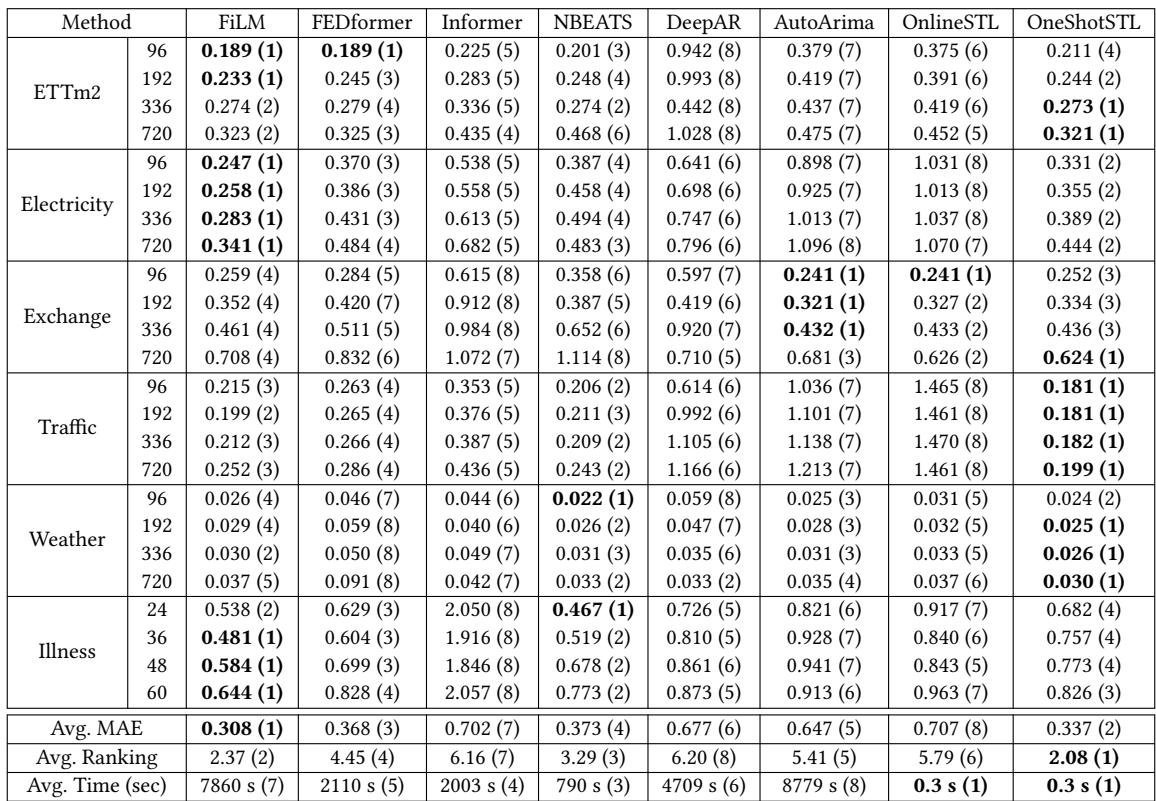 Method FiLM FEDformer Informer NBEATS DeepAR AutoArima OnlineSTL OneShotSTL
ETTm2 96 0.189 (1) 0.189 (1) 0.225 (5) 0.201 (3) 0.942 (8) 0.379 (7) 0.375 (6) 0.211 (4)
192 0.233 (1) 0.245 (3) 0.283 (5) 0.248 (4) 0.993 (8) 0.419 (7) 0.391 (6) 0.244 (2)
336 0.274 (2) 0.279 (4) 0.336 (5) 0.274 (2) 0.442 (8) 0.437 (7) 0.419 (6) 0.273 (1)
720 0.323 (2) 0.325 (3) 0.435 (4) 0.468 (6) 1.028 (8) 0.475 (7) 0.452 (5) 0.321 (1)
Electricity 96 0.247 (1) 0.370 (3) 0.538 (5) 0.387 (4) 0.641 (6) 0.898 (7) 1.031 (8) 0.331 (2)
192 0.258 (1) 0.386 (3) 0.558 (5) 0.458 (4) 0.698 (6) 0.925 (7) 1.013 (8) 0.355 (2)
336 0.283 (1) 0.431 (3) 0.613 (5) 0.494 (4) 0.747 (6) 1.013 (7) 1.037 (8) 0.389 (2)
720 0.341 (1) 0.484 (4) 0.682 (5) 0.483 (3) 0.796 (6) 1.096 (8) 1.070 (7) 0.444 (2)
Exchange 96 0.259 (4) 0.284 (5) 0.615 (8) 0.358 (6) 0.597 (7) 0.241 (1) 0.241 (1) 0.252 (3)
192 0.352 (4) 0.420 (7) 0.912 (8) 0.387 (5) 0.419 (6) 0.321 (1) 0.327 (2) 0.334 (3)
336 0.461 (4) 0.511 (5) 0.984 (8) 0.652 (6) 0.920 (7) 0.432 (1) 0.433 (2) 0.436 (3)
720 0.708 (4) 0.832 (6) 1.072 (7) 1.114 (8) 0.710 (5) 0.681 (3) 0.626 (2) 0.624 (1)
Traffic 96 0.215 (3) 0.263 (4) 0.353 (5) 0.206 (2) 0.614 (6) 1.036 (7) 1.465 (8) 0.181 (1)
192 0.199 (2) 0.265 (4) 0.376 (5) 0.211 (3) 0.992 (6) 1.101 (7) 1.461 (8) 0.181 (1)
336 0.212 (3) 0.266 (4) 0.387 (5) 0.209 (2) 1.105 (6) 1.138 (7) 1.470 (8) 0.182 (1)
720 0.252 (3) 0.286 (4) 0.436 (5) 0.243 (2) 1.166 (6) 1.213 (7) 1.461 (8) 0.199 (1)
Weather 96 0.026 (4) 0.046 (7) 0.044 (6) 0.022 (1) 0.059 (8) 0.025 (3) 0.031 (5) 0.024 (2)
192 0.029 (4) 0.059 (8) 0.040 (6) 0.026 (2) 0.047 (7) 0.028 (3) 0.032 (5) 0.025 (1)
336 0.030 (2) 0.050 (8) 0.049 (7) 0.031 (3) 0.035 (6) 0.031 (3) 0.033 (5) 0.026 (1)
720 0.037 (5) 0.091 (8) 0.042 (7) 0.033 (2) 0.033 (2) 0.035 (4) 0.037 (6) 0.030 (1)
Illness 24 0.538 (2) 0.629 (3) 2.050 (8) 0.467 (1) 0.726 (5) 0.821 (6) 0.917 (7) 0.682 (4)
36 0.481 (1) 0.604 (3) 1.916 (8) 0.519 (2) 0.810 (5) 0.928 (7) 0.840 (6) 0.757 (4)
48 0.584 (1) 0.699 (3) 1.846 (8) 0.678 (2) 0.861 (6) 0.941 (7) 0.843 (5) 0.773 (4)
60 0.644 (1) 0.828 (4) 2.057 (8) 0.773 (2) 0.873 (5) 0.913 (6) 0.963 (7) 0.826 (3)
Avg. MAE 0.308 (1) 0.368 (3) 0.702 (7) 0.373 (4) 0.677 (6) 0.647 (5) 0.707 (8) 0.337 (2)
Avg. Ranking 2.37 (2) 4.45 (4) 6.16 (7) 3.29 (3) 6.20 (8) 5.41 (5) 5.79 (6) 2.08 (1)
Avg. Time (sec) 7860 s (7) 2110 s (5) 2003 s (4) 790 s (3) 4709 s (6) 8779 s (8) 0.3 s (1) 0.3 s (1)